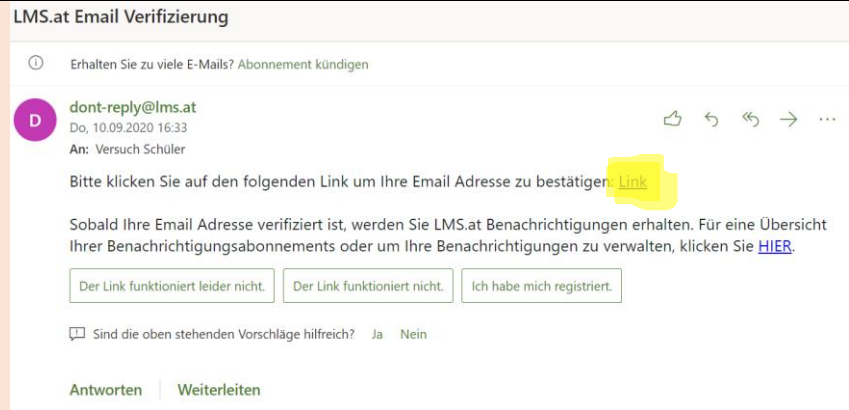 LMS.at Email Verifizierung
Erhalten Sie zu viele E-Mails? Abonnement kündigen
D
dont-reply@lms.at
Do, 10.09.2020 16:33
An: Versuch Schüler
Bitte klicken Sie auf den folgenden Link um Ihre Email Adresse zu bestätigen: Link
Sobald Ihre Email Adresse verifiziert ist, werden Sie LMS.at Benachrichtigungen erhalten. Für eine Übersicht
Ihrer Benachrichtigungsabonnements oder um Ihre Benachrichtigungen zu verwalten, klicken Sie HIER.
Der Link funktioniert leider nicht. Der Link funktioniert nicht. Ich habe mich registriert.
Sind die oben stehenden Vorschläge hilfreich? Ja Nein
Antworten Weiterleiten